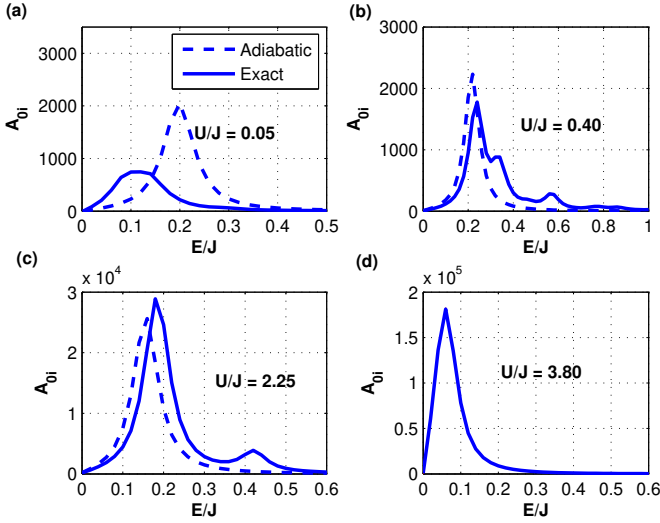 (a)
3000
2000
1000
0
A0i
0 0.1 0.2 0.3 0.4 0.5
E/J
Adiabatic
Exact
U/J = 0.05
(b)
3000
2000
1000
0
A0i
0 0.2 0.4 0.6 0.8 1
E/J
U/J = 0.40
(c)
x 10^4
3
2
1
0
A0i
0 0.1 0.2 0.3 0.4 0.5 0.6
E/J
U/J = 2.25
(d)
x 10^5
2
1.5
1
0.5
0
A0i
0 0.1 0.2 0.3 0.4 0.5 0.6
E/J
U/J = 3.80